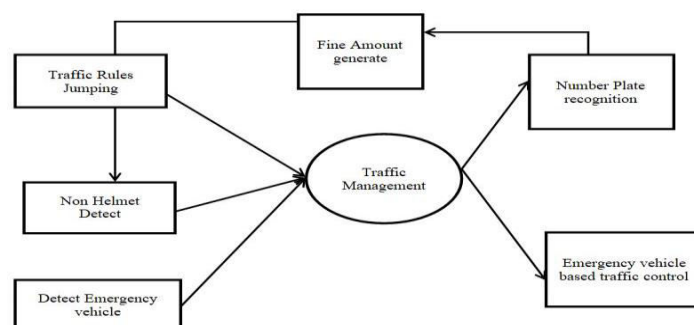 Fine Amount
generate
Traffic Rules
Jumping
Number Plate
recognition
Traffic
Management
Non Helmet
Detect
Emergency vehicle
based traffic control
Detect Emergency
vehicle